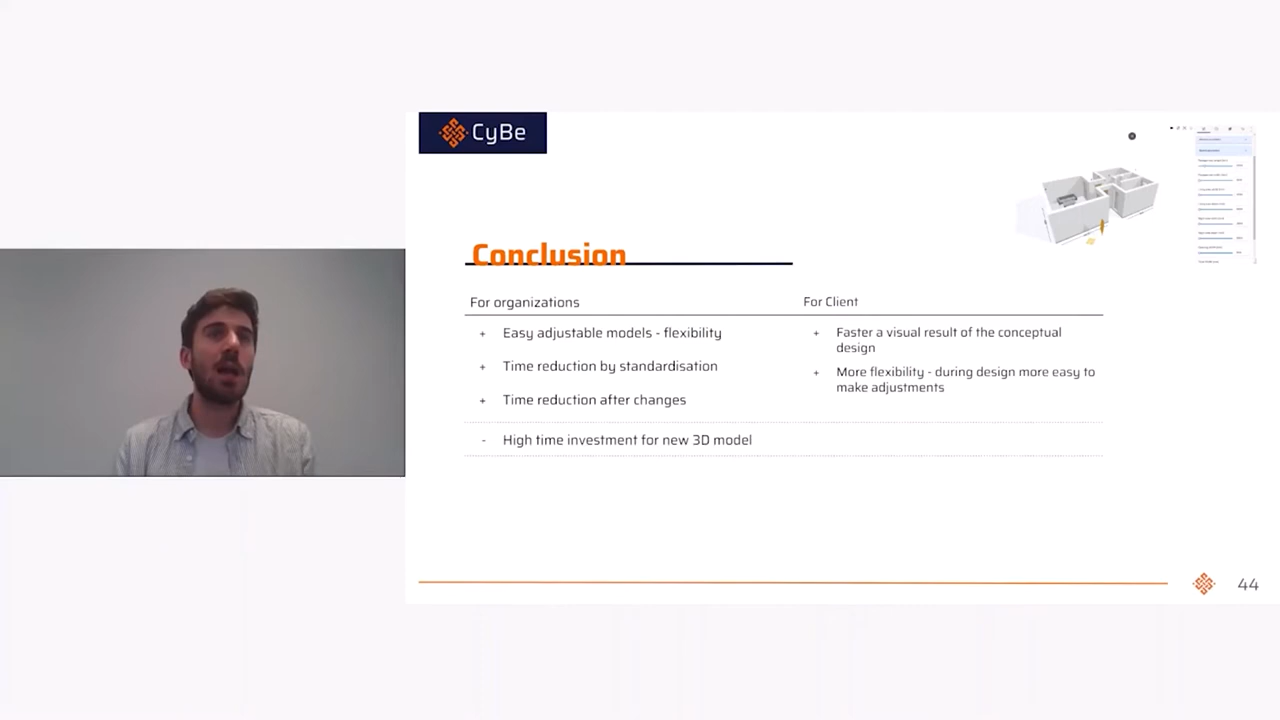 CyBe
Conclusion
For organizations
+ Easy adjustable models - flexibility
+ Time reduction by standardisation
+ Time reduction after changes
- High time investment for new 3D model
For Client
+ Faster a visual result of the conceptual
design
+ More flexibility - during design more easy to
make adjustments
44